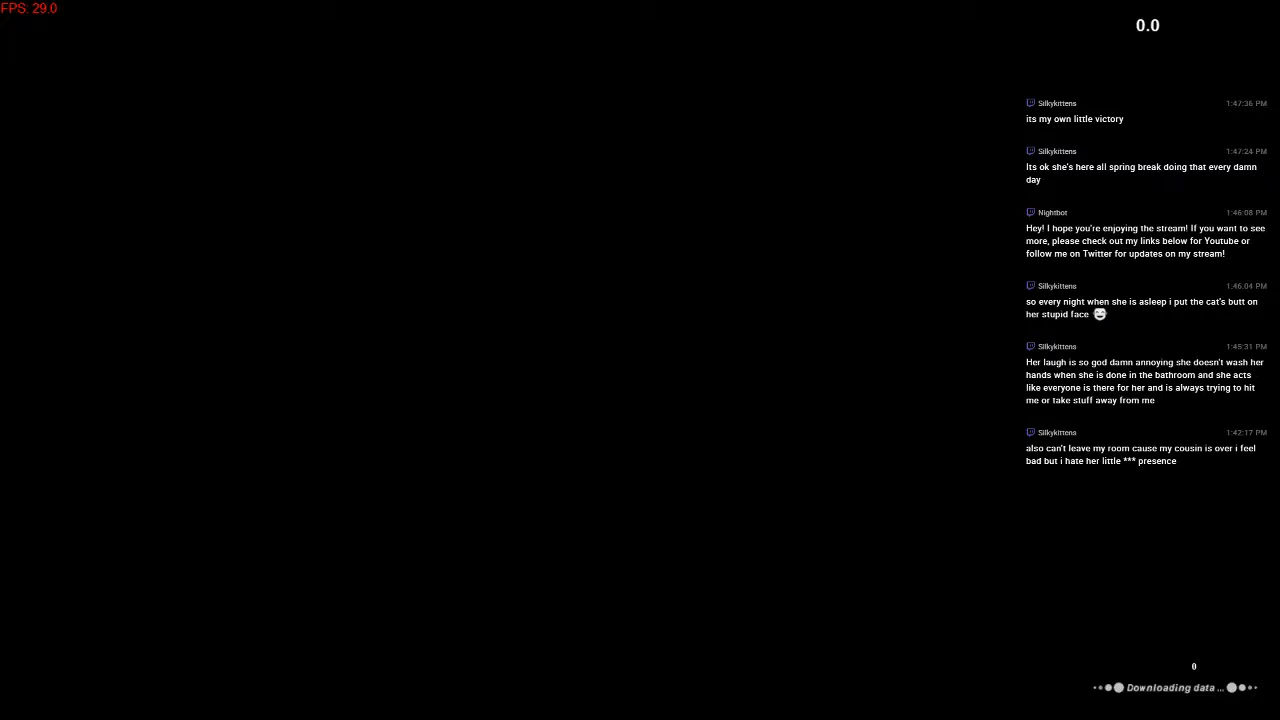 FPS: 29.0
0.0
Silkykittens 1:47:36 PM
its my own little victory
Silkykittens 1:47:24 PM
Its ok she's here all spring break doing that every damn
day
Nightbot 1:46:08 PM
Hey! I hope you're enjoying the stream! If you want to see
more, please check out my links below for Youtube or
follow me on Twitter for updates on my stream!
Silkykittens 1:46:04 PM
so every night when she is asleep i put the cat's butt on
her stupid face
Silkykittens 1:45:31 PM
Her laugh is so god damn annoying she doesn't wash her
hands when she is done in the bathroom and she acts
like everyone is there for her and is always trying to hit
me or take stuff away from me
Silkykittens 1:42:17 PM
also can't leave my room cause my cousin is over i feel
bad but i hate her little *** presence
0
Downloading data ...